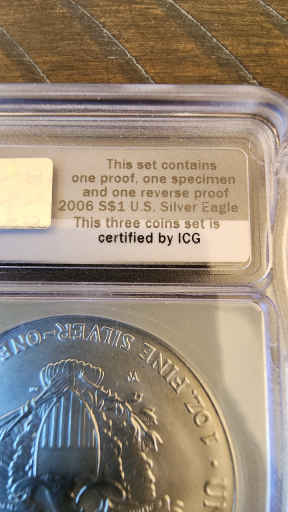 This set contains
one proof, one specimen
and one reverse proof
2006 S$1 U.S. Silver Eagle
This three coins set is
certified by ICG
1 OZ. FINE SILVER~ONE